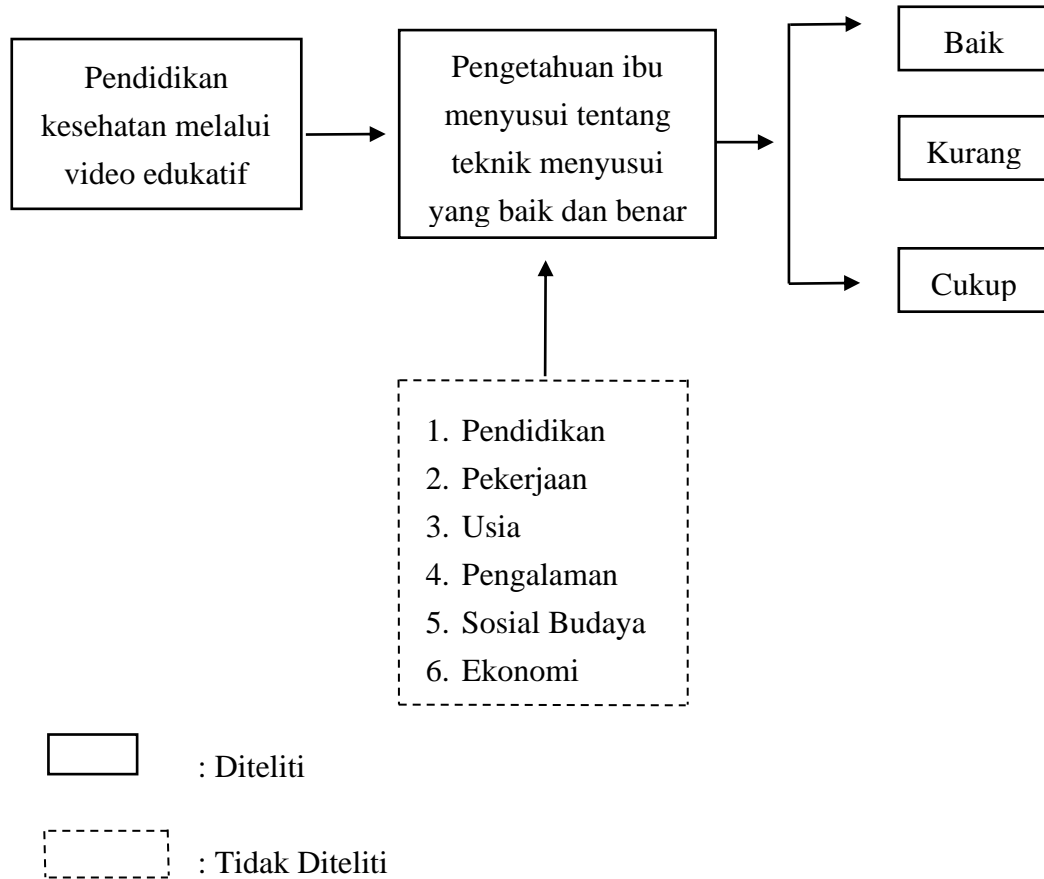 Pendidikan
kesehatan melalui
video edukatif
Pengetahuan ibu
menyusui tentang
teknik menyusui
yang baik dan benar
Baik
Kurang
Cukup
1. Pendidikan
2. Pekerjaan
3. Usia
4. Pengalaman
5. Sosial Budaya
6. Ekonomi
: Diteliti
: Tidak Diteliti